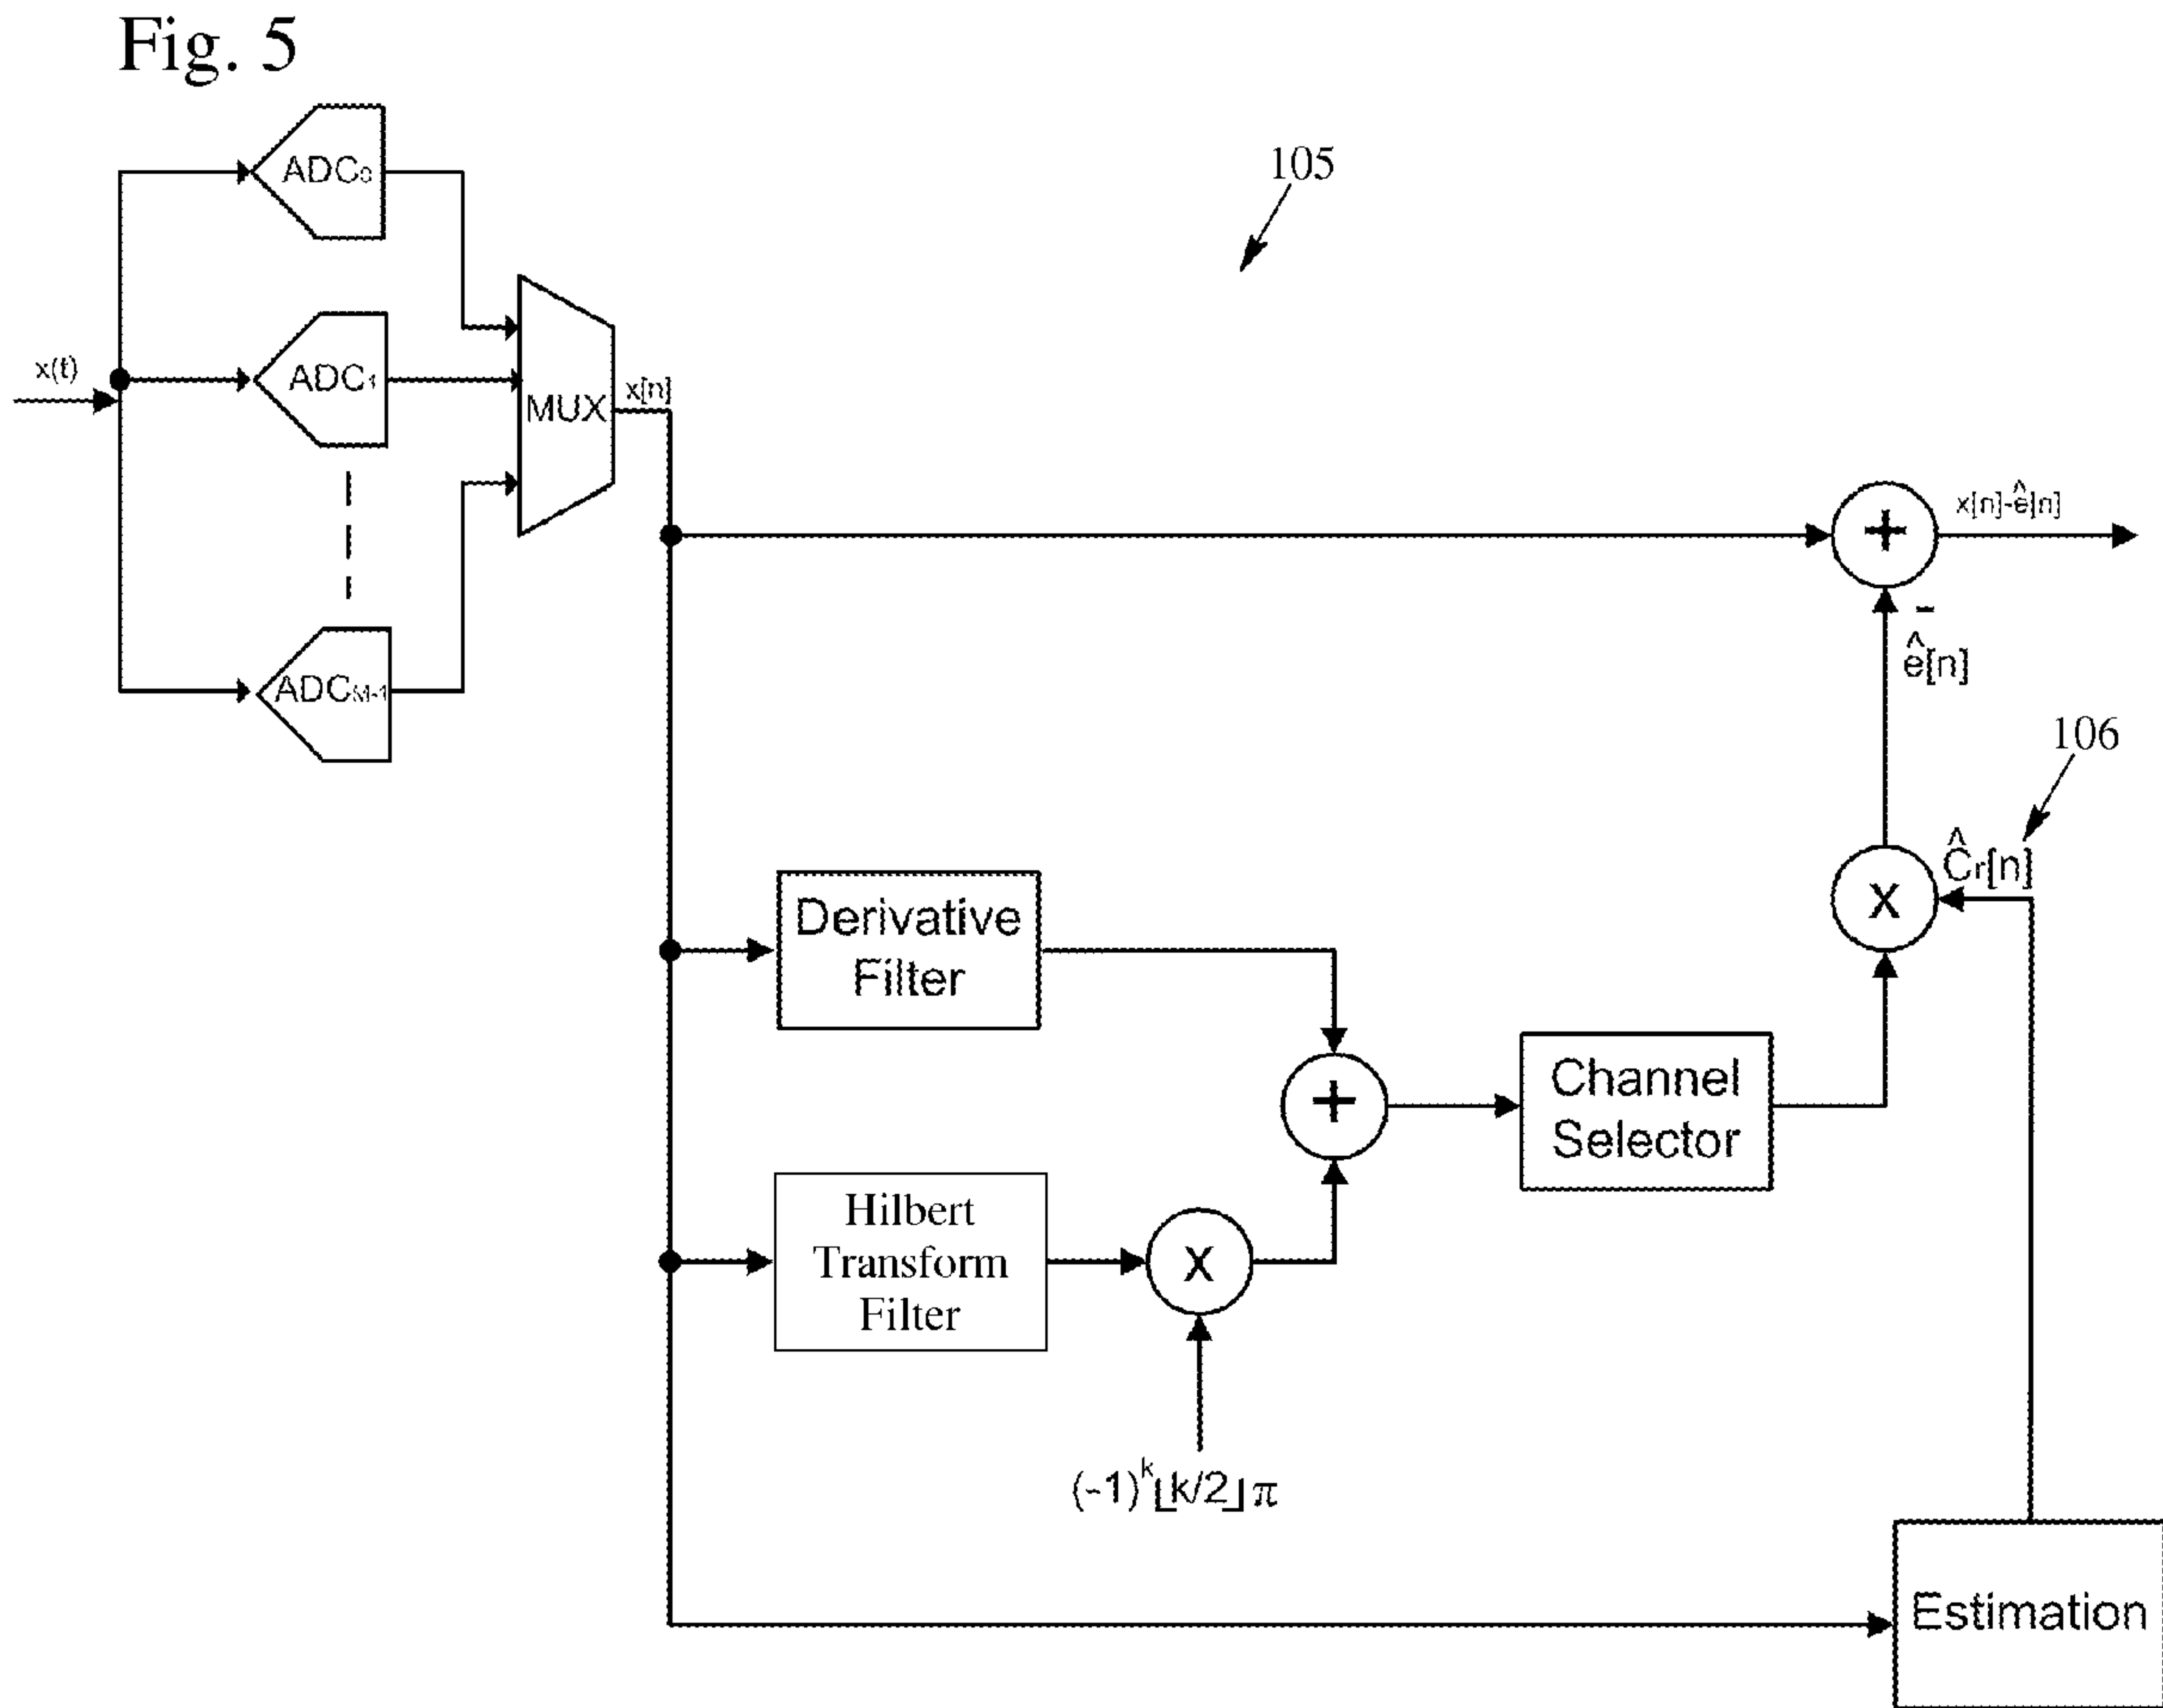 Fig. 5
ADC₀
105
ADC₁
x(t)
x[n]
MUX
+
x[n]-ê[n]
-
ê[n]
ADCM-1
106
Ĉr[n]
X
Derivative
Filter
+
Channel
Selector
Hilbert
Transform
Filter
X
(-1)ᵏ⌊k/2⌋π
Estimation